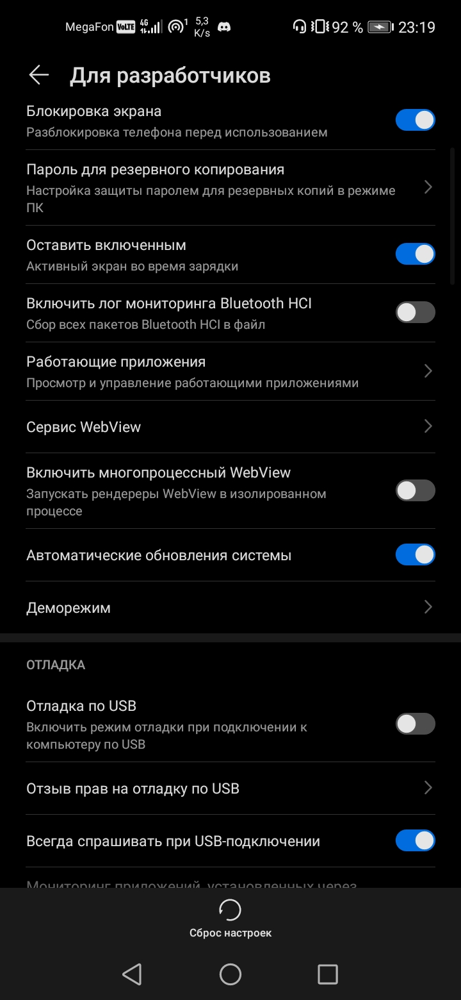 MegaFon VoLTE 4G 1 5,3 K/s 92 % 23:19
Для разработчиков
Блокировка экрана
Разблокировка телефона перед использованием
Пароль для резервного копирования
Настройка защиты паролем для резервных копий в режиме
ПК
Оставить включенным
Активный экран во время зарядки
Включить лог мониторинга Bluetooth HCI
Сбор всех пакетов Bluetooth HCI в файл
Работающие приложения
Просмотр и управление работающими приложениями
Сервис WebView
Включить многопроцессный WebView
Запускать рендереры WebView в изолированном
процессе
Автоматические обновления системы
Деморежим
ОТЛАДКА
Отладка по USB
Включить режим отладки при подключении к
компьютеру по USB
Отзыв прав на отладку по USB
Всегда спрашивать при USB-подключении
Мониторинг приложений, установленных через
Сброс настроек